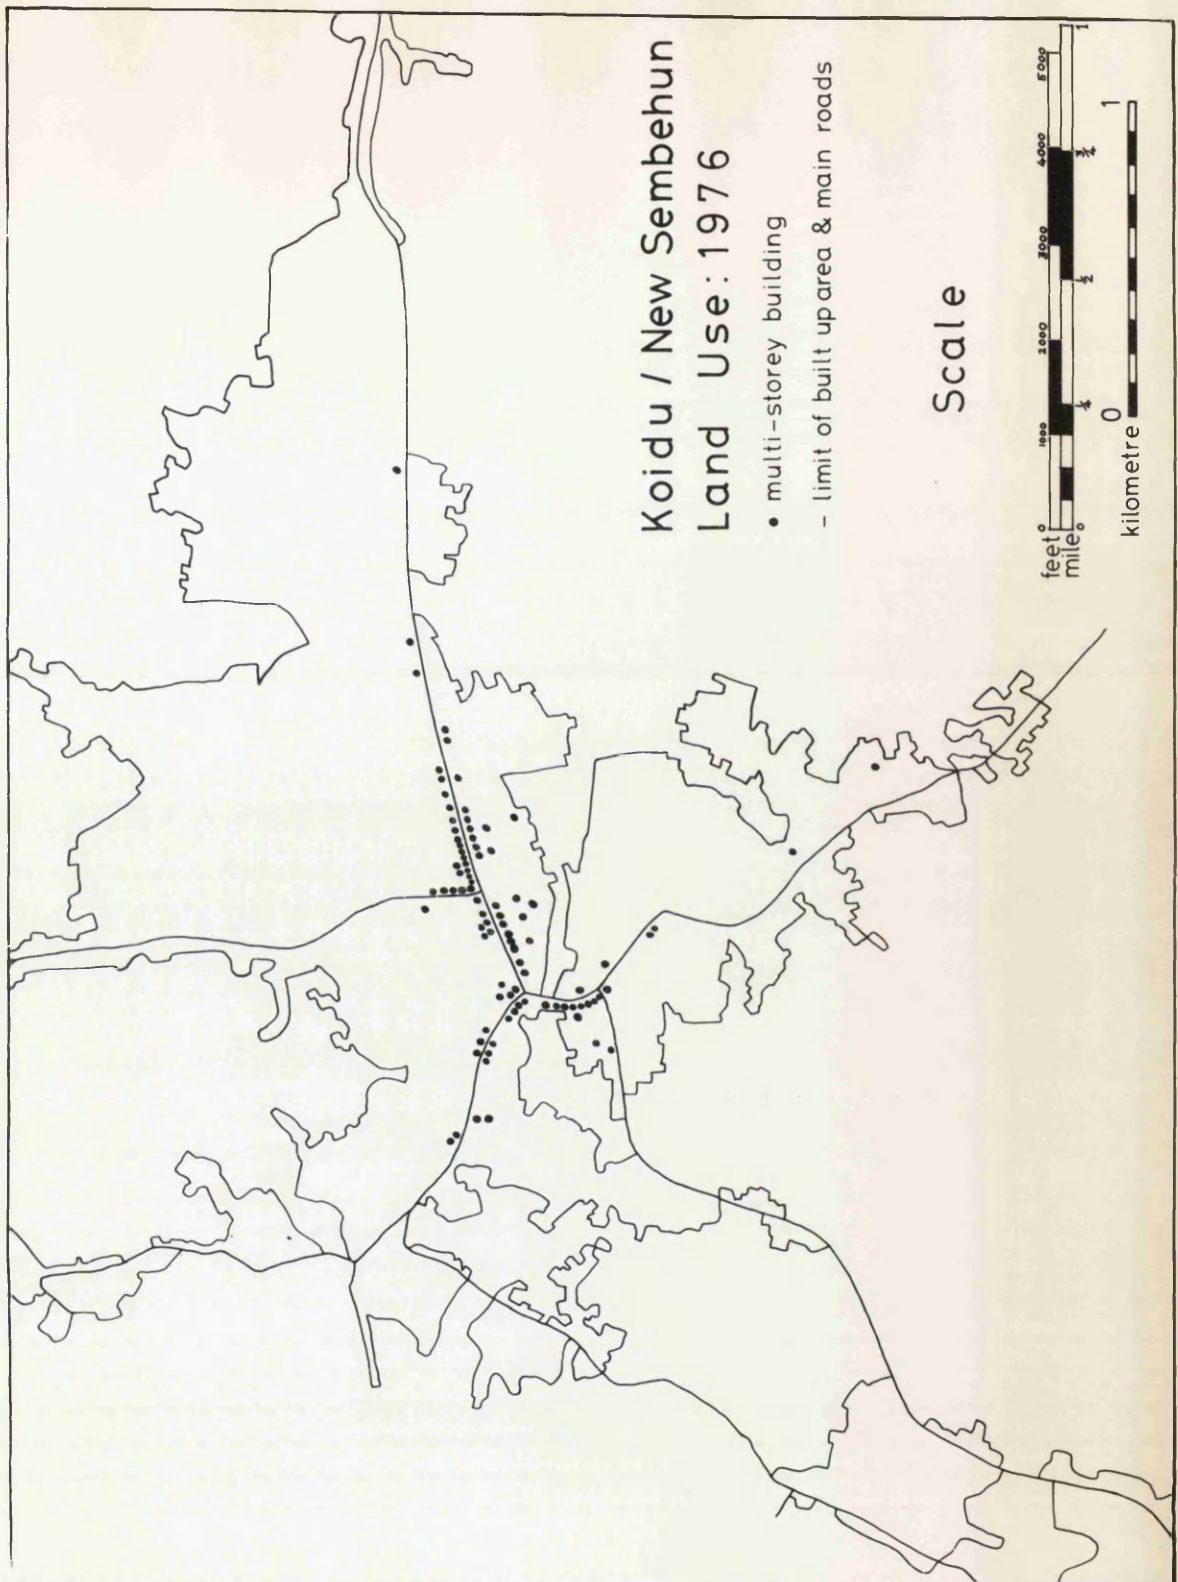 Koidu / New Sembehun
Land Use: 1976
• multi-storey building
- limit of built up area & main roads
Scale
feet 0 1000 2000 3000 4000 5000
mile 0 ¼ ½ ¾ 1
kilometre 0 1